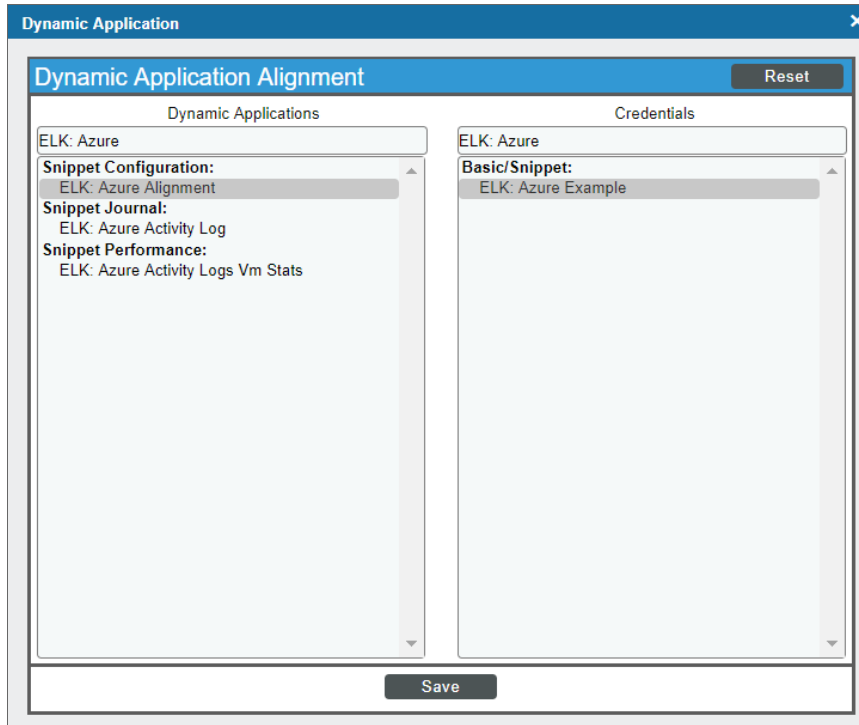 Dynamic Application
Dynamic Application Alignment
Reset
Dynamic Applications
ELK: Azure
Snippet Configuration:
ELK: Azure Alignment
Snippet Journal:
ELK: Azure Activity Log
Snippet Performance:
ELK: Azure Activity Logs Vm Stats
Credentials
ELK: Azure
Basic/Snippet:
ELK: Azure Example
Save